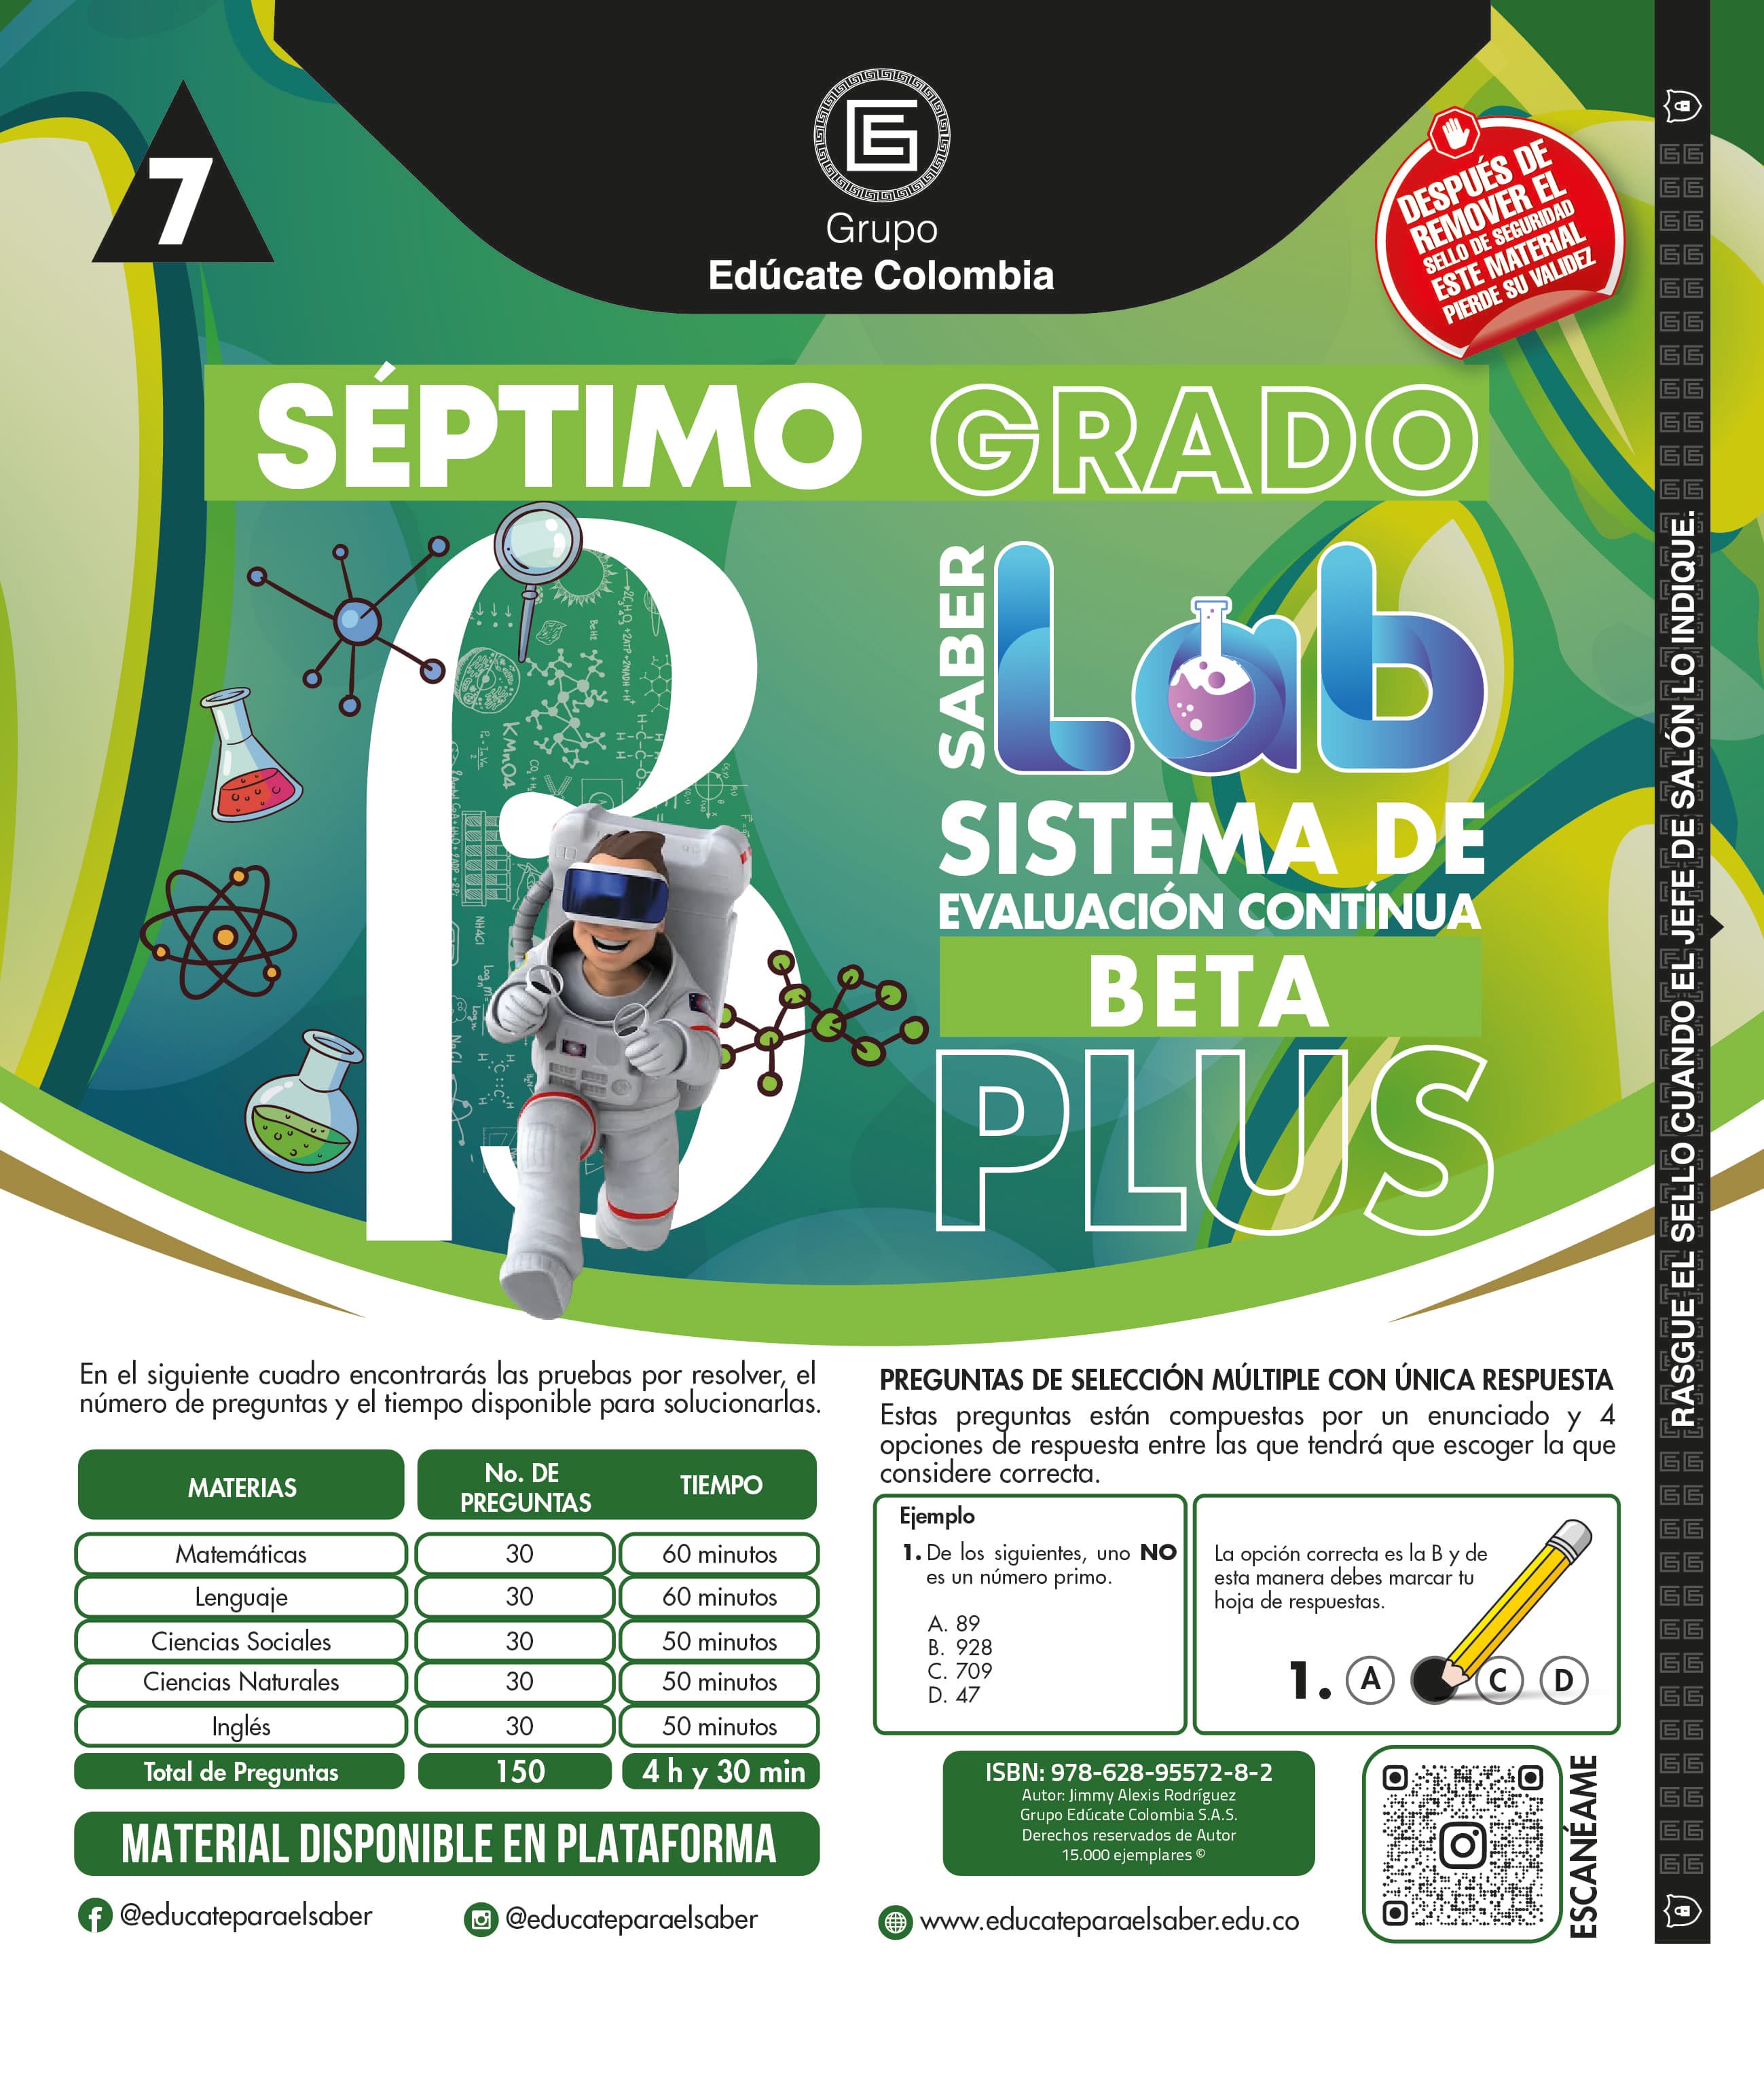 7
Grupo
Edúcate Colombia
DESPUÉS DE
REMOVER EL
SELLO DE SEGURIDAD
ESTE MATERIAL
PIERDE SU VALIDEZ
SÉPTIMO GRADO
SABER
Lab
SISTEMA DE
EVALUACIÓN CONTÍNUA
BETA
PLUS
β
KMnO4
BeH2
NH4Cl
RASGUE EL SELLO CUANDO EL JEFE DE SALÓN LO INDIQUE.
En el siguiente cuadro encontrarás las pruebas por resolver, el
número de preguntas y el tiempo disponible para solucionarlas.
MATERIAS No. DE PREGUNTAS TIEMPO
Matemáticas 30 60 minutos
Lenguaje 30 60 minutos
Ciencias Sociales 30 50 minutos
Ciencias Naturales 30 50 minutos
Inglés 30 50 minutos
Total de Preguntas 150 4 h y 30 min
MATERIAL DISPONIBLE EN PLATAFORMA
@educateparaelsaber @educateparaelsaber
PREGUNTAS DE SELECCIÓN MÚLTIPLE CON ÚNICA RESPUESTA
Estas preguntas están compuestas por un enunciado y 4
opciones de respuesta entre las que tendrá que escoger la que
considere correcta.
Ejemplo
1. De los siguientes, uno NO
es un número primo.
A. 89
B. 928
C. 709
D. 47
La opción correcta es la B y de
esta manera debes marcar tu
hoja de respuestas.
1. A C D
ISBN: 978-628-95572-8-2
Autor: Jimmy Alexis Rodríguez
Grupo Edúcate Colombia S.A.S.
Derechos reservados de Autor
15.000 ejemplares ©
ESCANÉAME
www.educateparaelsaber.edu.co